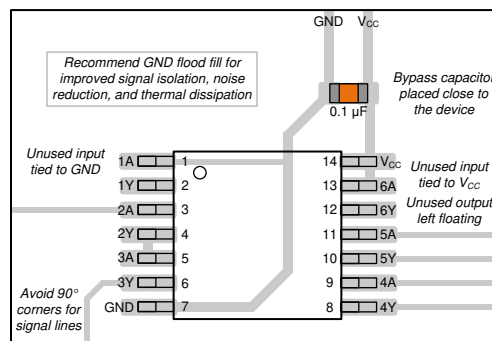 GND VCC
Recommend GND flood fill for
improved signal isolation, noise
reduction, and thermal dissipation
Bypass capacitor
placed close to
the device
0.1 µF
Unused input
tied to GND
1A 1 14 VCC
1Y 2 13 6A
2A 3 12 6Y
2Y 4 11 5A
3A 5 10 5Y
3Y 6 9 4A
GND 7 8 4Y
Unused input
tied to VCC
Unused output
left floating
Avoid 90°
corners for
signal lines